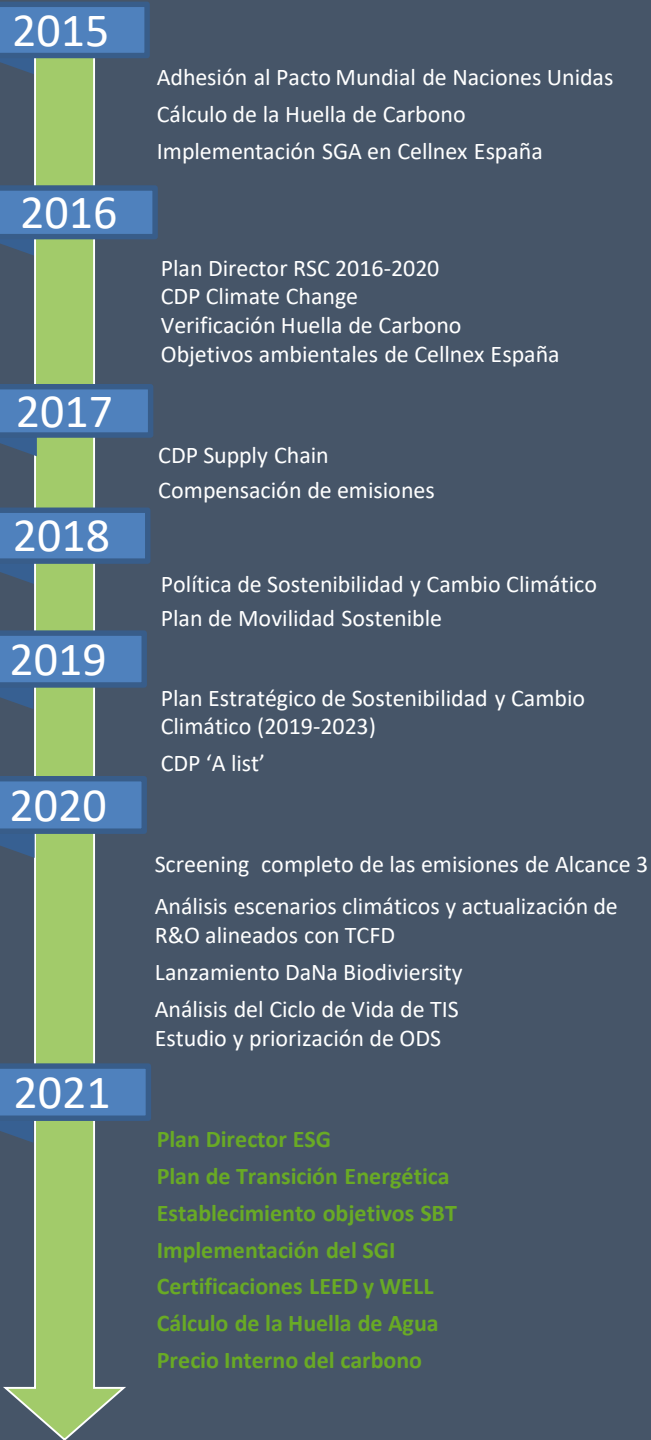 2015
Adhesión al Pacto Mundial de Naciones Unidas
Cálculo de la Huella de Carbono
Implementación SGA en Cellnex España
2016
Plan Director RSC 2016-2020
CDP Climate Change
Verificación Huella de Carbono
Objetivos ambientales de Cellnex España
2017
CDP Supply Chain
Compensación de emisiones
2018
Política de Sostenibilidad y Cambio Climático
Plan de Movilidad Sostenible
2019
Plan Estratégico de Sostenibilidad y Cambio
Climático (2019-2023)
CDP ‘A list’
2020
Screening  completo de las emisiones de Alcance 3
Análisis escenarios climáticos y actualización de
R&O alineados con TCFD
Lanzamiento DaNa Biodiviersity
Análisis del Ciclo de Vida de TIS
Estudio y priorización de ODS
2021
Plan Director ESG
Plan de Transición Energética
Establecimiento objetivos SBT
Implementación del SGI
Certificaciones LEED y WELL
Cálculo de la Huella de Agua
Precio Interno del carbono